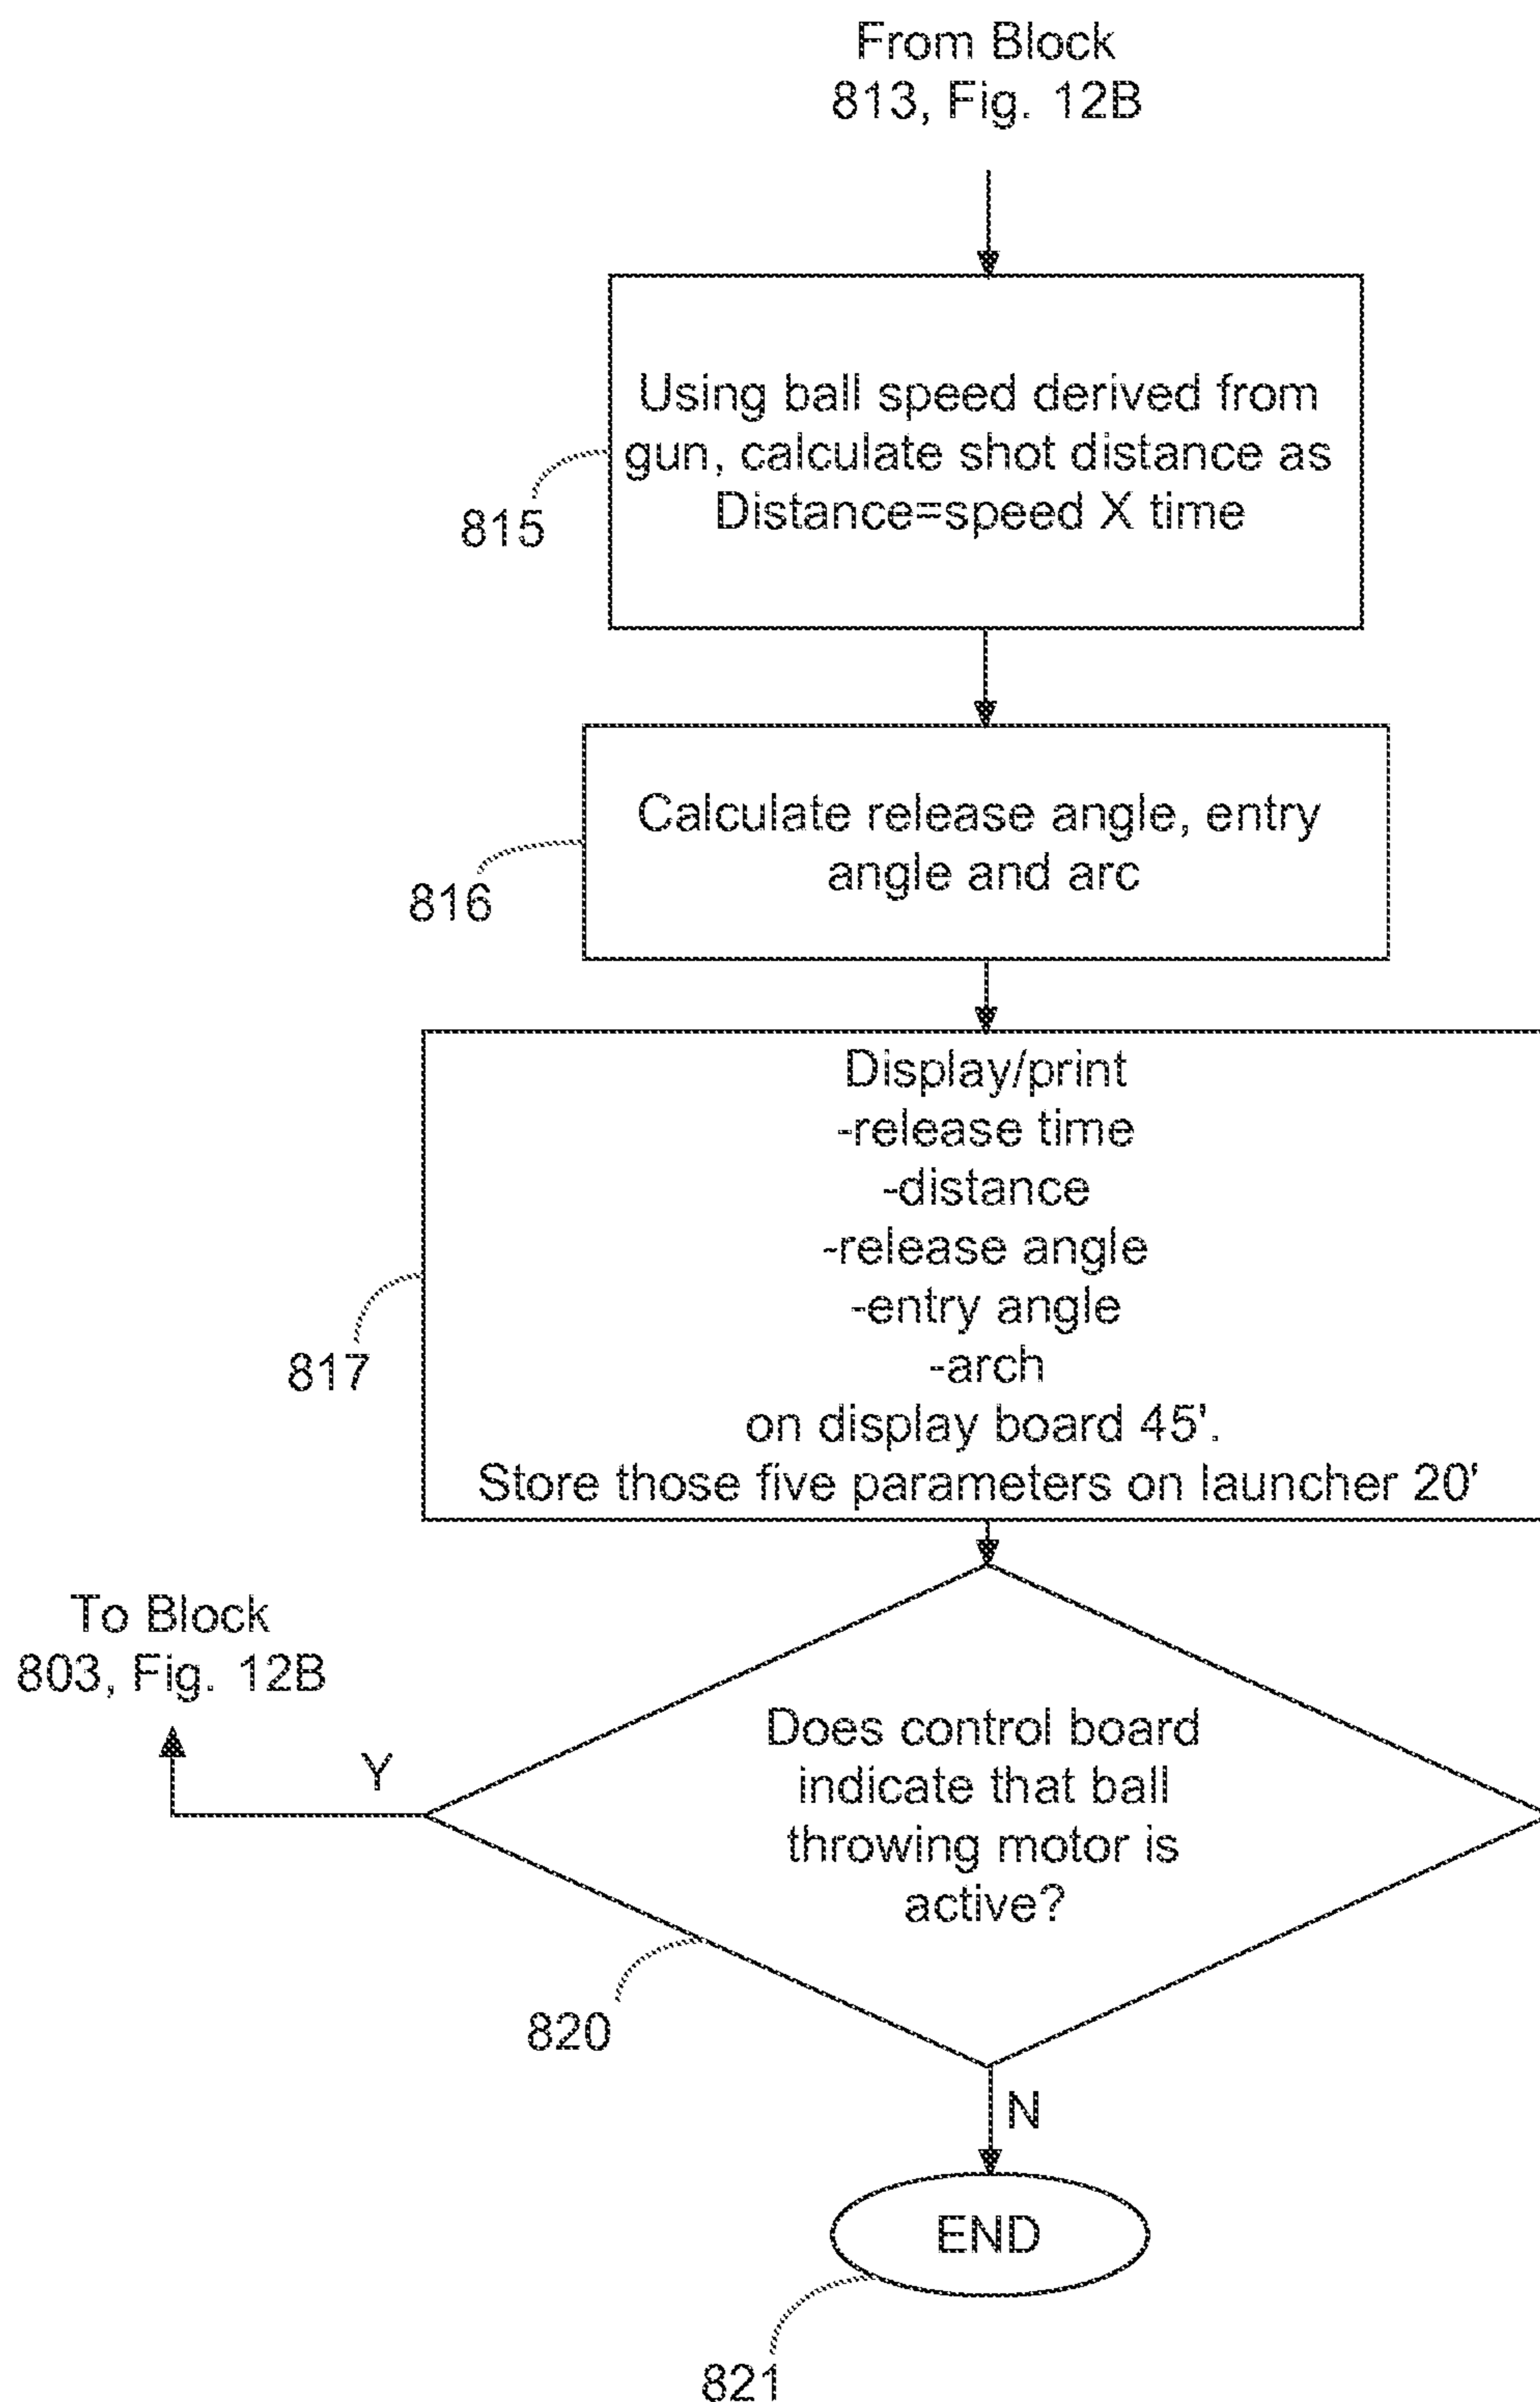 From Block
813, Fig. 12B
Using ball speed derived from
gun, calculate shot distance as
Distance=speed X time
815
Calculate release angle, entry
angle and arc
816
Display/print
-release time
-distance
-release angle
-entry angle
-arch
on display board 45'.
Store those five parameters on launcher 20'
817
To Block
803, Fig. 12B
Y
Does control board
indicate that ball
throwing motor is
active?
820
N
END
821